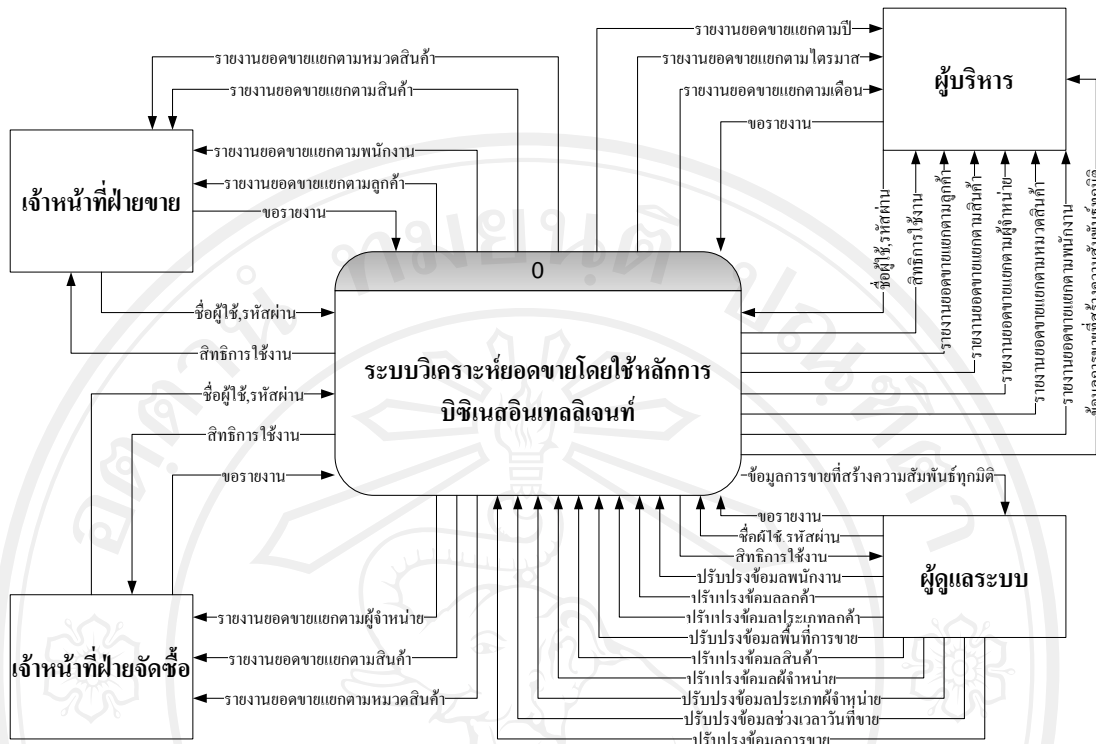 รายงานยอดขายแยกตามปี
รายงานยอดขายแยกตามหมวดสินค้า
รายงานยอดขายแยกตามไตรมาส
รายงานยอดขายแยกตามสินค้า
รายงานยอดขายแยกตามเดือน
ผู้บริหาร
ขอรายงาน
รายงานยอดขายแยกตามพนักงาน
รายงานยอดขายแยกตามลูกค้า
เจ้าหน้าที่ฝ่ายขาย
ขอรายงาน
ชื่อผู้ใช้,รหัสผ่าน
สิทธิการใช้งาน
รายงานยอดขายแยกตามลูกค้า
รายงานยอดขายแยกตามสินค้า
รายงานยอดขายแยกตามผู้จำหน่าย
รายงานยอดขายแยกตามหมวดสินค้า
รายงานยอดขายแยกตามพนักงาน
ข้อมูลการขายที่สร้างความสัมพันธ์ทุกมิติ
0
ระบบวิเคราะห์ยอดขายโดยใช้หลักการ
บิซิเนสอินเทลลิเจนท์
ชื่อผู้ใช้,รหัสผ่าน
สิทธิการใช้งาน
ชื่อผู้ใช้,รหัสผ่าน
สิทธิการใช้งาน
ขอรายงาน
ข้อมูลการขายที่สร้างความสัมพันธ์ทุกมิติ
ขอรายงาน
ชื่อผู้ใช้,รหัสผ่าน
สิทธิการใช้งาน
ผู้ดูแลระบบ
ปรับปรุงข้อมูลพนักงาน
ปรับปรุงข้อมูลลูกค้า
ปรับปรุงข้อมูลประเภทลูกค้า
ปรับปรุงข้อมูลพื้นที่การขาย
ปรับปรุงข้อมูลสินค้า
ปรับปรุงข้อมูลผู้จำหน่าย
ปรับปรุงข้อมูลประเภทผู้จำหน่าย
ปรับปรุงข้อมูลช่วงเวลาวันที่ขาย
ปรับปรุงข้อมูลการขาย
รายงานยอดขายแยกตามผู้จำหน่าย
เจ้าหน้าที่ฝ่ายจัดซื้อ
รายงานยอดขายแยกตามสินค้า
รายงานยอดขายแยกตามหมวดสินค้า